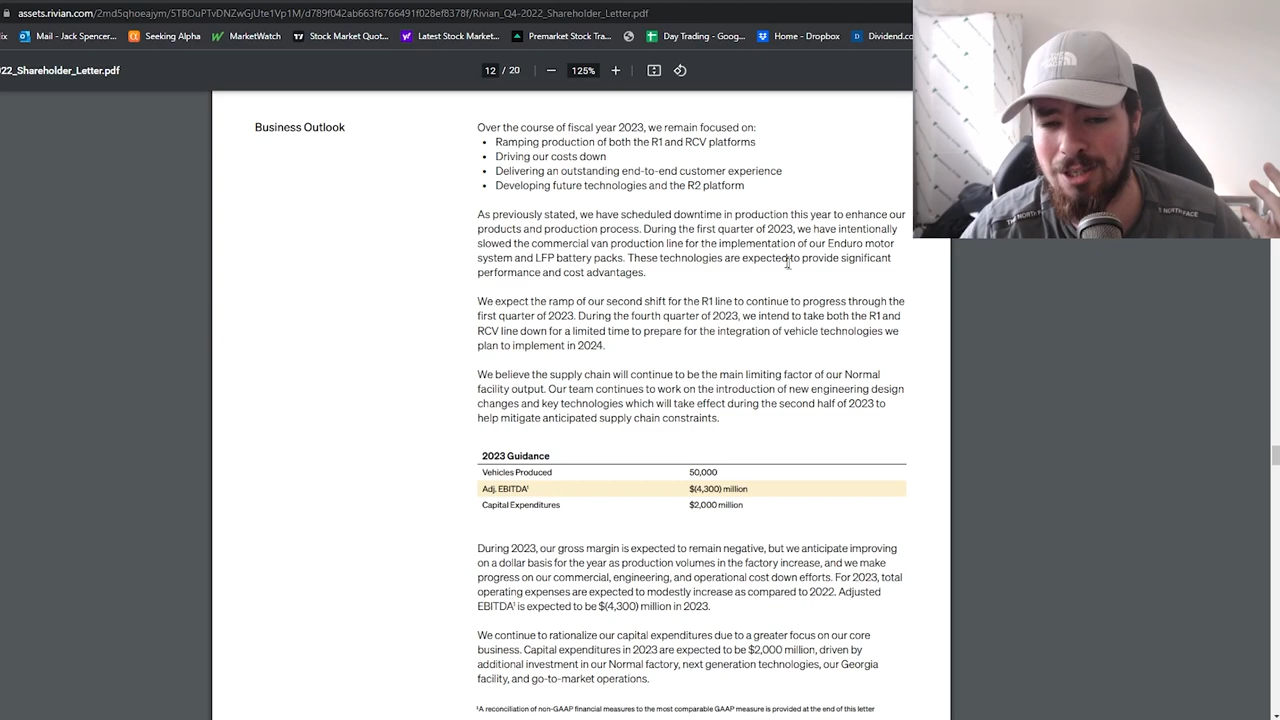 assets.rivian.com/2md5qhoeajym/5TBOuPTvDNZwGjUte1Vp1M/d789f042ab663f6766491f028ef8378f/Rivian_Q4-2022_Shareholder_Letter.pdf
Mail - Jack Spencer... Seeking Alpha MarketWatch Stock Market Quot... Latest Stock Market... Premarket Stock Tra... Day Trading - Goog... Home - Dropbox Dividend.co
22_Shareholder_Letter.pdf 12 / 20 125%
Business Outlook
Over the course of fiscal year 2023, we remain focused on:
• Ramping production of both the R1 and RCV platforms
• Driving our costs down
• Delivering an outstanding end-to-end customer experience
• Developing future technologies and the R2 platform
As previously stated, we have scheduled downtime in production this year to enhance our
products and production process. During the first quarter of 2023, we have intentionally
slowed the commercial van production line for the implementation of our Enduro motor
system and LFP battery packs. These technologies are expected to provide significant
performance and cost advantages.
We expect the ramp of our second shift for the R1 line to continue to progress through the
first quarter of 2023. During the fourth quarter of 2023, we intend to take both the R1 and
RCV line down for a limited time to prepare for the integration of vehicle technologies we
plan to implement in 2024.
We believe the supply chain will continue to be the main limiting factor of our Normal
facility output. Our team continues to work on the introduction of new engineering design
changes and key technologies which will take effect during the second half of 2023 to
help mitigate anticipated supply chain constraints.
2023 Guidance
Vehicles Produced 50,000
Adj. EBITDA¹ $(4,300) million
Capital Expenditures $2,000 million
During 2023, our gross margin is expected to remain negative, but we anticipate improving
on a dollar basis for the year as production volumes in the factory increase, and we make
progress on our commercial, engineering, and operational cost down efforts. For 2023, total
operating expenses are expected to modestly increase as compared to 2022. Adjusted
EBITDA¹ is expected to be $(4,300) million in 2023.
We continue to rationalize our capital expenditures due to a greater focus on our core
business. Capital expenditures in 2023 are expected to be $2,000 million, driven by
additional investment in our Normal factory, next generation technologies, our Georgia
facility, and go-to-market operations.
¹A reconciliation of non-GAAP financial measures to the most comparable GAAP measure is provided at the end of this letter
THE NORTH FACE